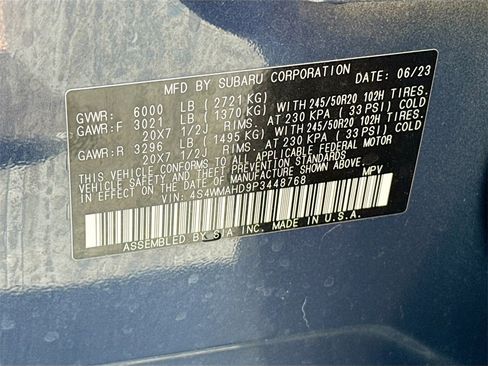 MFD BY SUBARU CORPORATION DATE: 06/23
GVWR: 6000 LB ( 2721 KG)
GAWR:F 3021 LB ( 1370 KG) WITH 245/50R20 102H TIRES.
20X7 1/2J RIMS. AT 230 KPA ( 33 PSI) COLD
GAWR:R 3296 LB ( 1495 KG) WITH 245/50R20 102H TIRES.
20X7 1/2J RIMS. AT 230 KPA ( 33 PSI) COLD
THIS VEHICLE CONFORMS TO ALL APPLICABLE FEDERAL MOTOR
VEHICLE SAFETY AND THEFT PREVENTION STANDARDS
IN EFFECT ON THE DATE OF MANUFACTURE SHOWN ABOVE.
VIN: 4S4WMAHD9P3448768 MPV
ASSEMBLED BY S I A INC. MADE IN U.S.A.